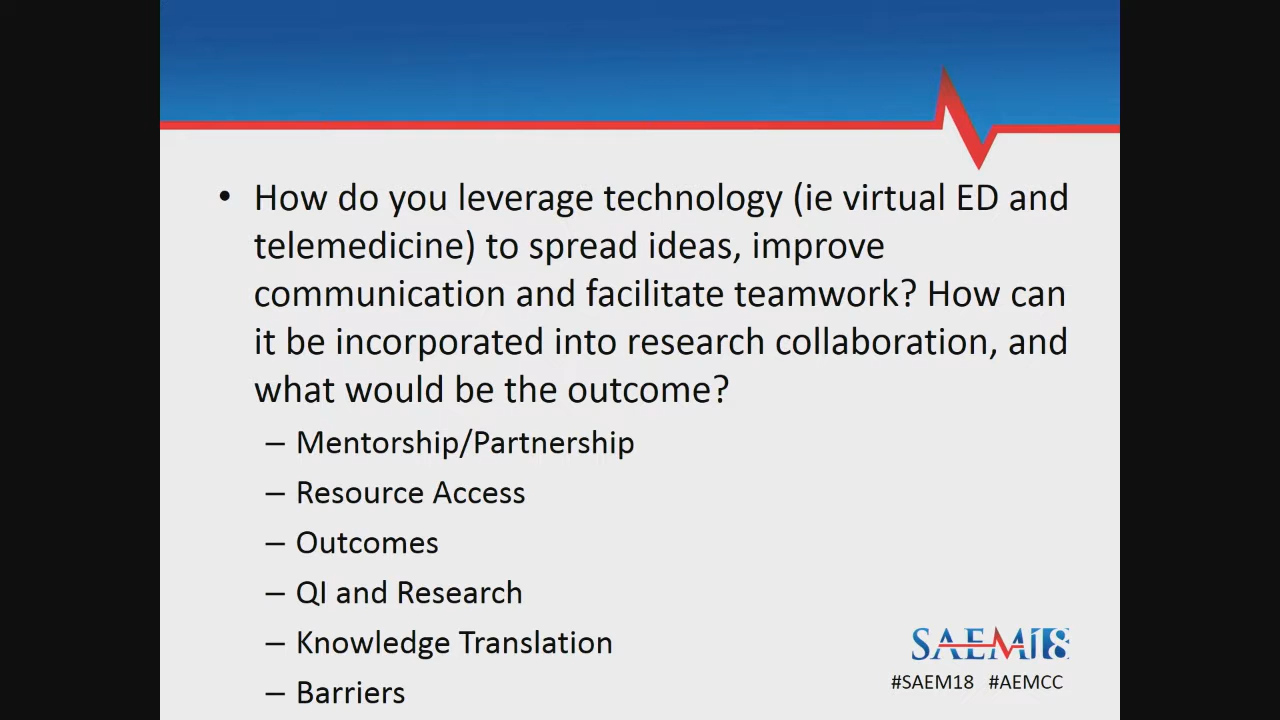 • How do you leverage technology (ie virtual ED and
telemedicine) to spread ideas, improve
communication and facilitate teamwork? How can
it be incorporated into research collaboration, and
what would be the outcome?
– Mentorship/Partnership
– Resource Access
– Outcomes
– QI and Research
– Knowledge Translation
– Barriers
SAEM18
#SAEM18 #AEMCC